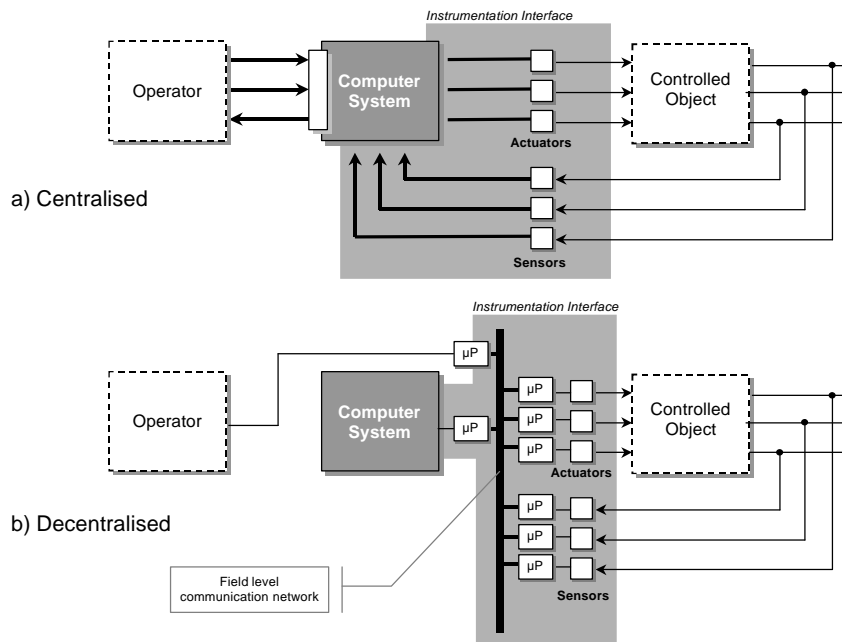 Instrumentation Interface
Operator
Computer
System
Controlled
Object
Actuators
a) Centralised
Sensors
Instrumentation Interface
µP
Operator
Computer
System
µP
µP
µP
µP
Controlled
Object
Actuators
b) Decentralised
µP
µP
µP
Field level
communication network
Sensors